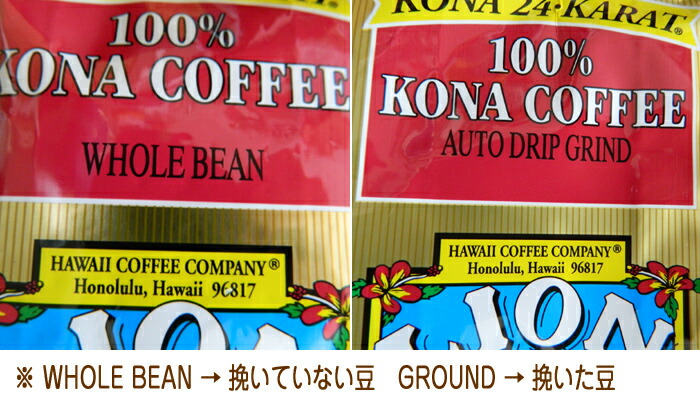 100%
KONA COFFEE
WHOLE BEAN
HAWAII COFFEE COMPANY®
Honolulu, Hawaii 96817
KONA 24•KARAT®
100%
KONA COFFEE
AUTO DRIP GRIND
HAWAII COFFEE COMPANY®
Honolulu, Hawaii 96817
※ WHOLE BEAN → 挽いていない豆 GROUND → 挽いた豆